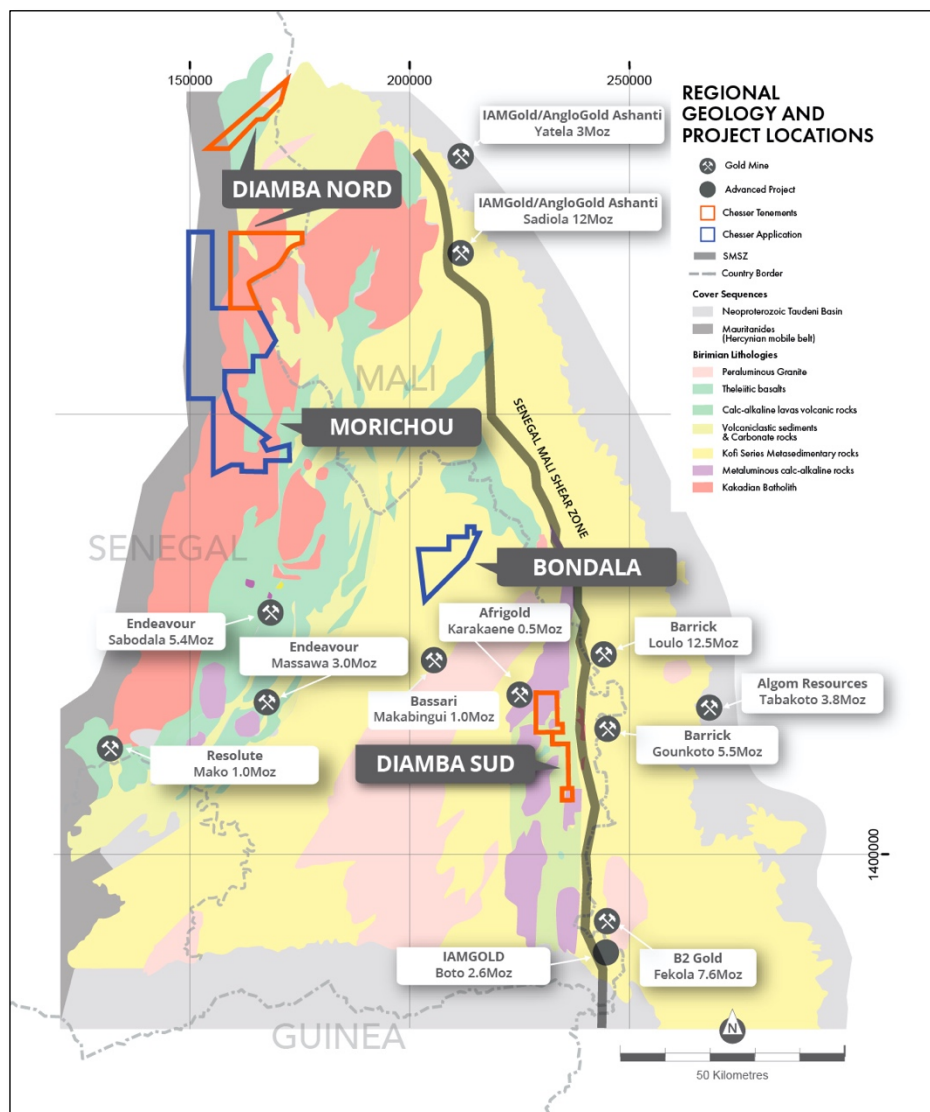 150000
200000
250000
REGIONAL
GEOLOGY AND
PROJECT LOCATIONS
Gold Mine
Advanced Project
Chesser Tenements
Chesser Application
SMSZ
Country Border
Cover Sequences
Neoproterozoic Taudeni Basin
Mauritanides
(Hercynian mobile belt)
Birimian Lithologies
Peraluminous Granite
Theleiitic basalts
Calc-alkaline lavas volcanic rocks
Volcaniclastic sediments
& Carbonate rocks
Kofi Series Metasedimentary rocks
Metaluminous calc-alkaline rocks
Kakadian Batholith
IAMGold/AngloGold Ashanti
Yatela 3Moz
DIAMBA NORD
IAMGold/AngloGold Ashanti
Sadiola 12Moz
MALI
MORICHOU
SENEGAL MALI SHEAR ZONE
SENEGAL
BONDALA
Endeavour
Sabodala 5.4Moz
Afrigold
Karakaene 0.5Moz
Barrick
Loulo 12.5Moz
Endeavour
Massawa 3.0Moz
Bassari
Makabingui 1.0Moz
Algom Resources
Tabakoto 3.8Moz
Barrick
Gounkoto 5.5Moz
Resolute
Mako 1.0Moz
DIAMBA SUD
1400000
IAMGOLD
Boto 2.6Moz
B2 Gold
Fekola 7.6Moz
GUINEA
N
50 Kilometres